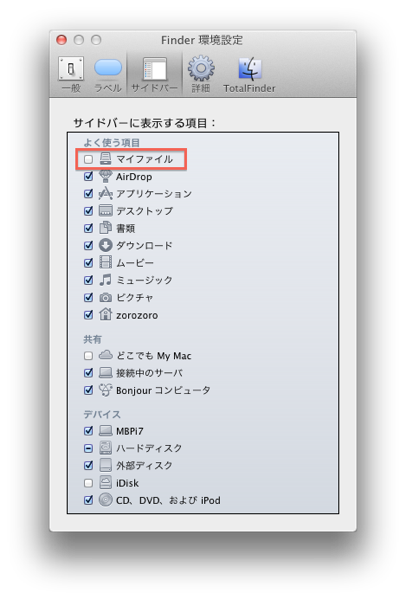 Finder 環境設定
一般 ラベル サイドバー 詳細 TotalFinder
サイドバーに表示する項目：
よく使う項目
マイファイル
AirDrop
アプリケーション
デスクトップ
書類
ダウンロード
ムービー
ミュージック
ピクチャ
zorozoro
共有
どこでも My Mac
接続中のサーバ
Bonjour コンピュータ
デバイス
MBPi7
ハードディスク
外部ディスク
iDisk
CD、DVD、および iPod